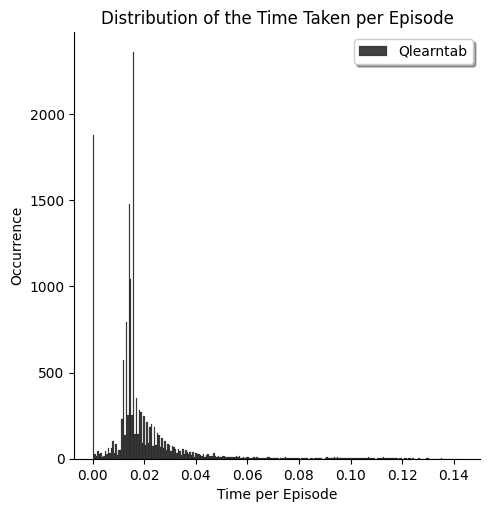 Distribution of the Time Taken per Episode
Qlearntab
Occurrence
2000
1500
1000
500
0
0.00 0.02 0.04 0.06 0.08 0.10 0.12 0.14
Time per Episode